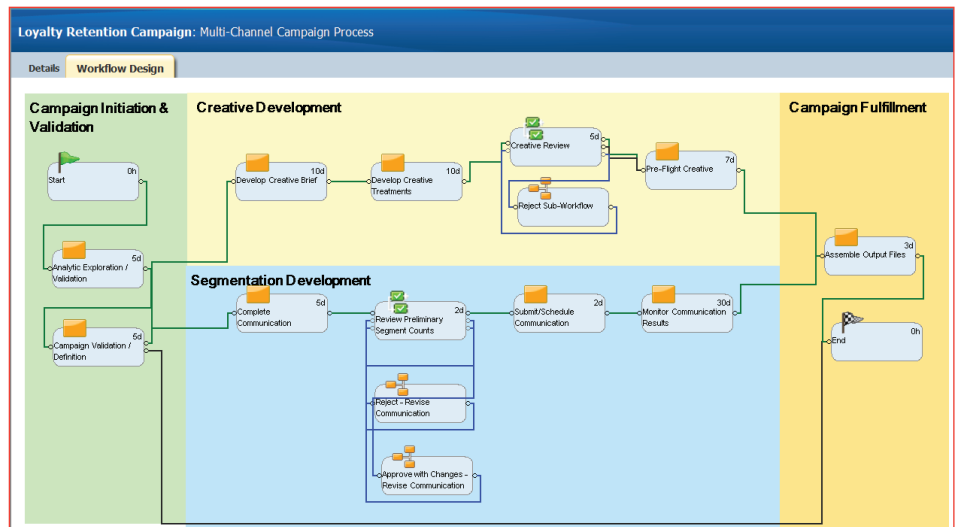 Loyalty Retention Campaign: Multi-Channel Campaign Process
Details
Workflow Design
Campaign Initiation &
Validation
Creative Development
Campaign Fulfillment
0h
Start
5d
Analytic Exploration /
Validation
5d
Campaign Validation /
Definition
10d
Develop Creative Brief
10d
Develop Creative
Treatments
5d
Creative Review
Reject Sub-Workflow
7d
Pre-Flight Creative
Segmentation Development
5d
Complete
Communication
2d
Review Preliminary
Segment Counts
2d
Submit/Schedule
Communication
30d
Monitor Communication
Results
Reject - Revise
Communication
Approve with Changes -
Revise Communication
3d
Assemble Output Files
0h
End